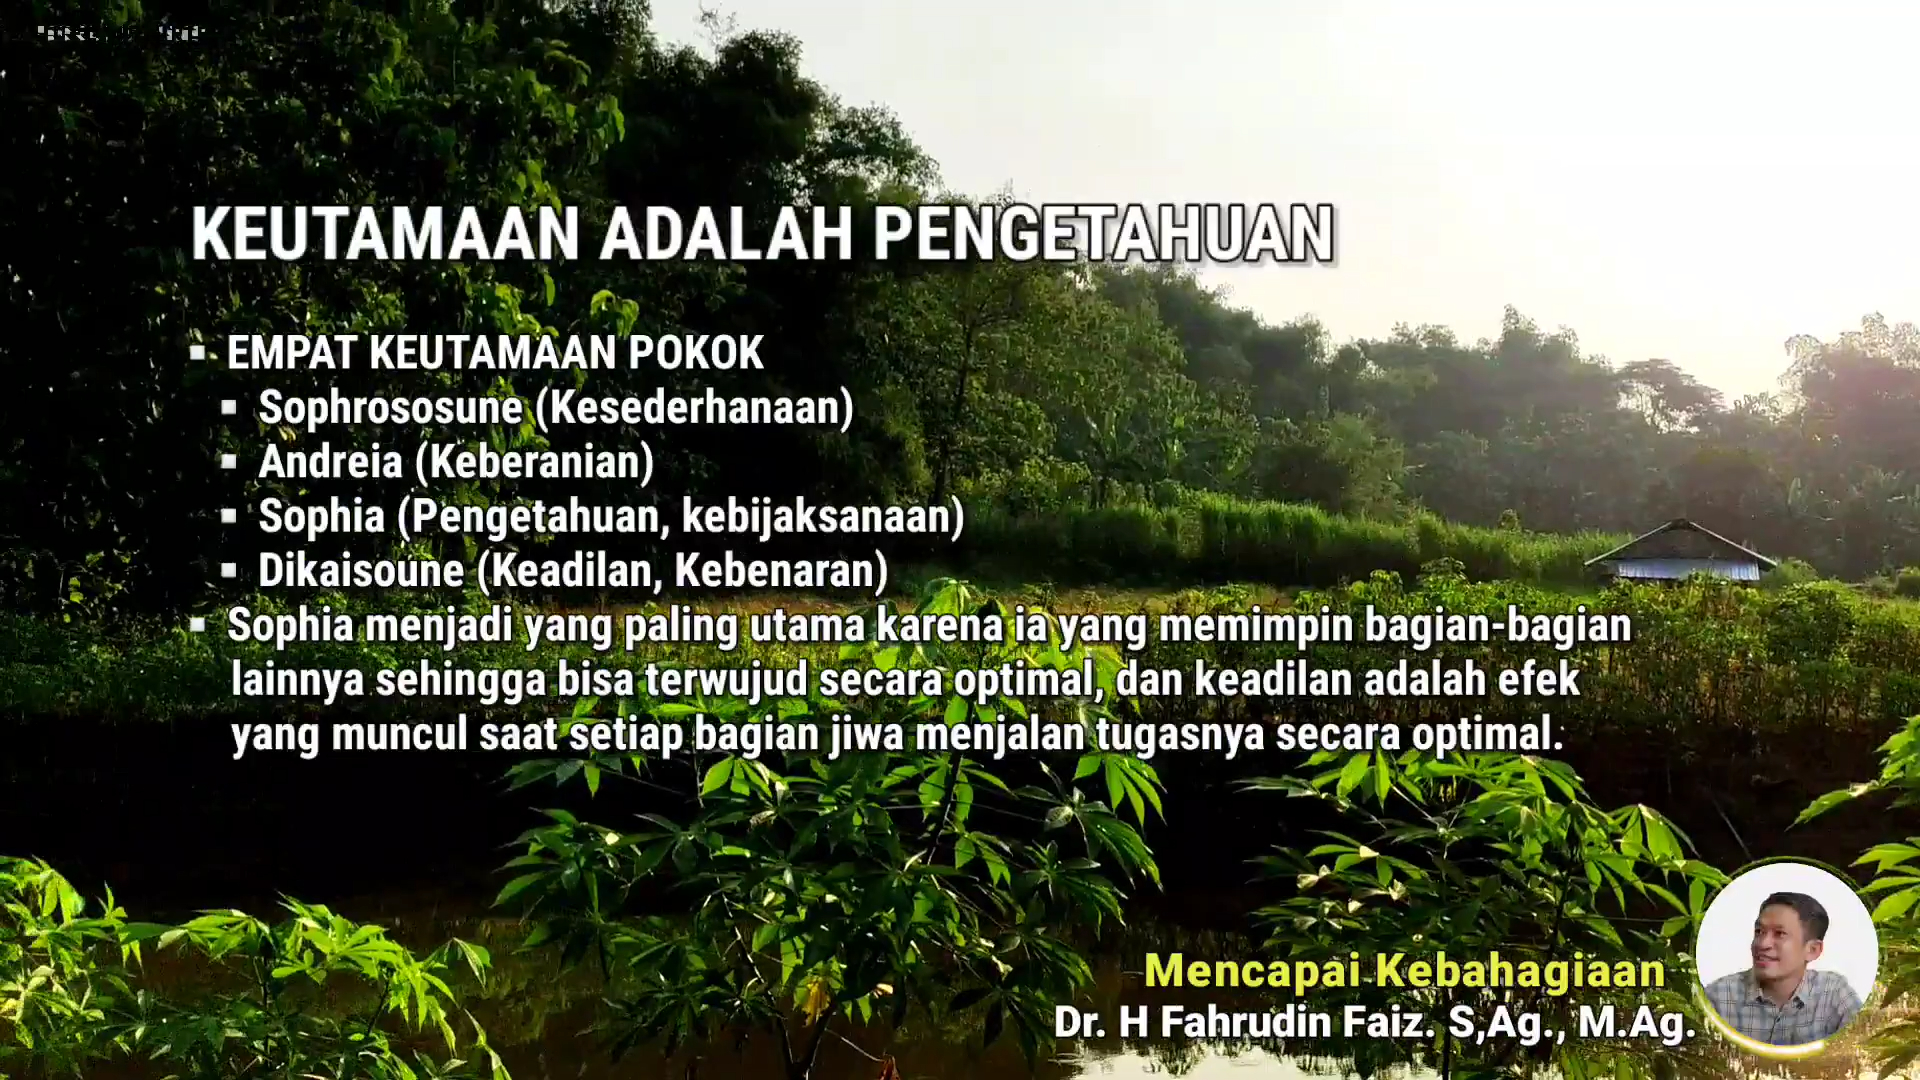 KEUTAMAAN ADALAH PENGETAHUAN
▪ EMPAT KEUTAMAAN POKOK
▪ Sophrososune (Kesederhanaan)
▪ Andreia (Keberanian)
▪ Sophia (Pengetahuan, kebijaksanaan)
▪ Dikaisoune (Keadilan, Kebenaran)
▪ Sophia menjadi yang paling utama karena ia yang memimpin bagian-bagian
lainnya sehingga bisa terwujud secara optimal, dan keadilan adalah efek
yang muncul saat setiap bagian jiwa menjalan tugasnya secara optimal.
Mencapai Kebahagiaan
Dr. H Fahrudin Faiz. S,Ag., M.Ag.